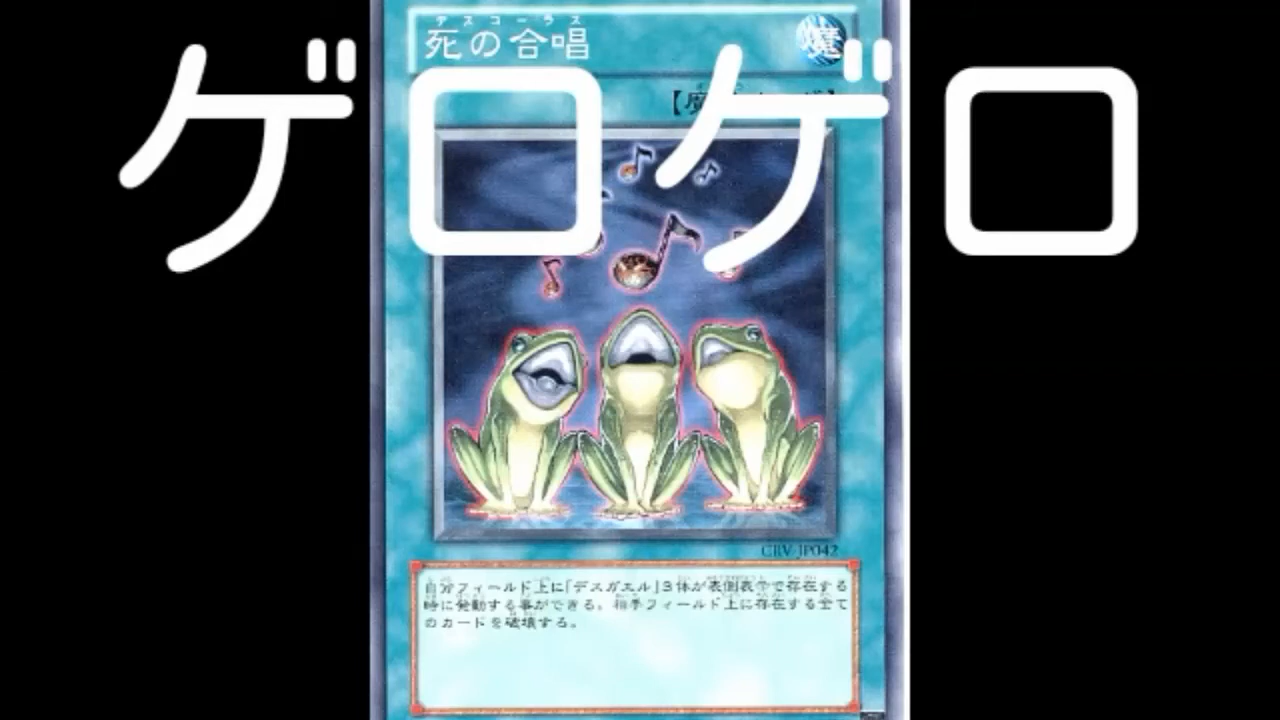 デスコーラス
死の合唱
魔
ゲロゲロ
CRV-JP042
自分フィールド上に「デスガエル」3体が表側表示で存在する
時に発動する事ができる。相手フィールド上に存在する全て
のカードを破壊する。